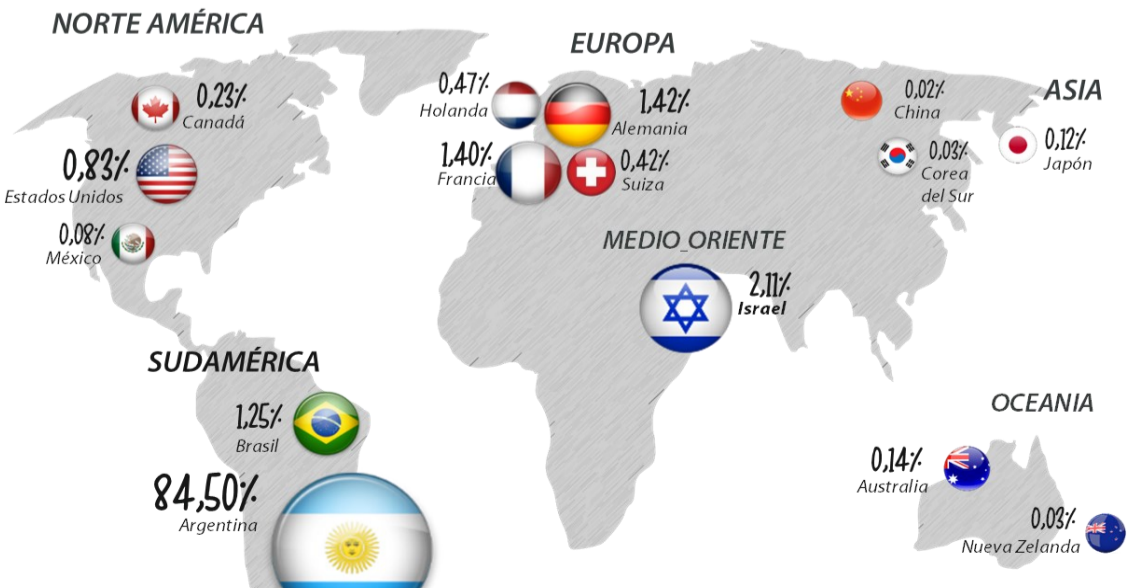 NORTE AMÉRICA
0,23%
Canadá
0,83%
Estados Unidos
0,08%
México
EUROPA
0,47%
Holanda
1,42%
Alemania
1,40%
Francia
0,42%
Suiza
ASIA
0,02%
China
0,03%
Corea
del Sur
0,12%
Japón
MEDIO_ORIENTE
2,11%
Israel
SUDAMÉRICA
1,25%
Brasil
84,50%
Argentina
OCEANIA
0,14%
Australia
0,03%
Nueva Zelanda